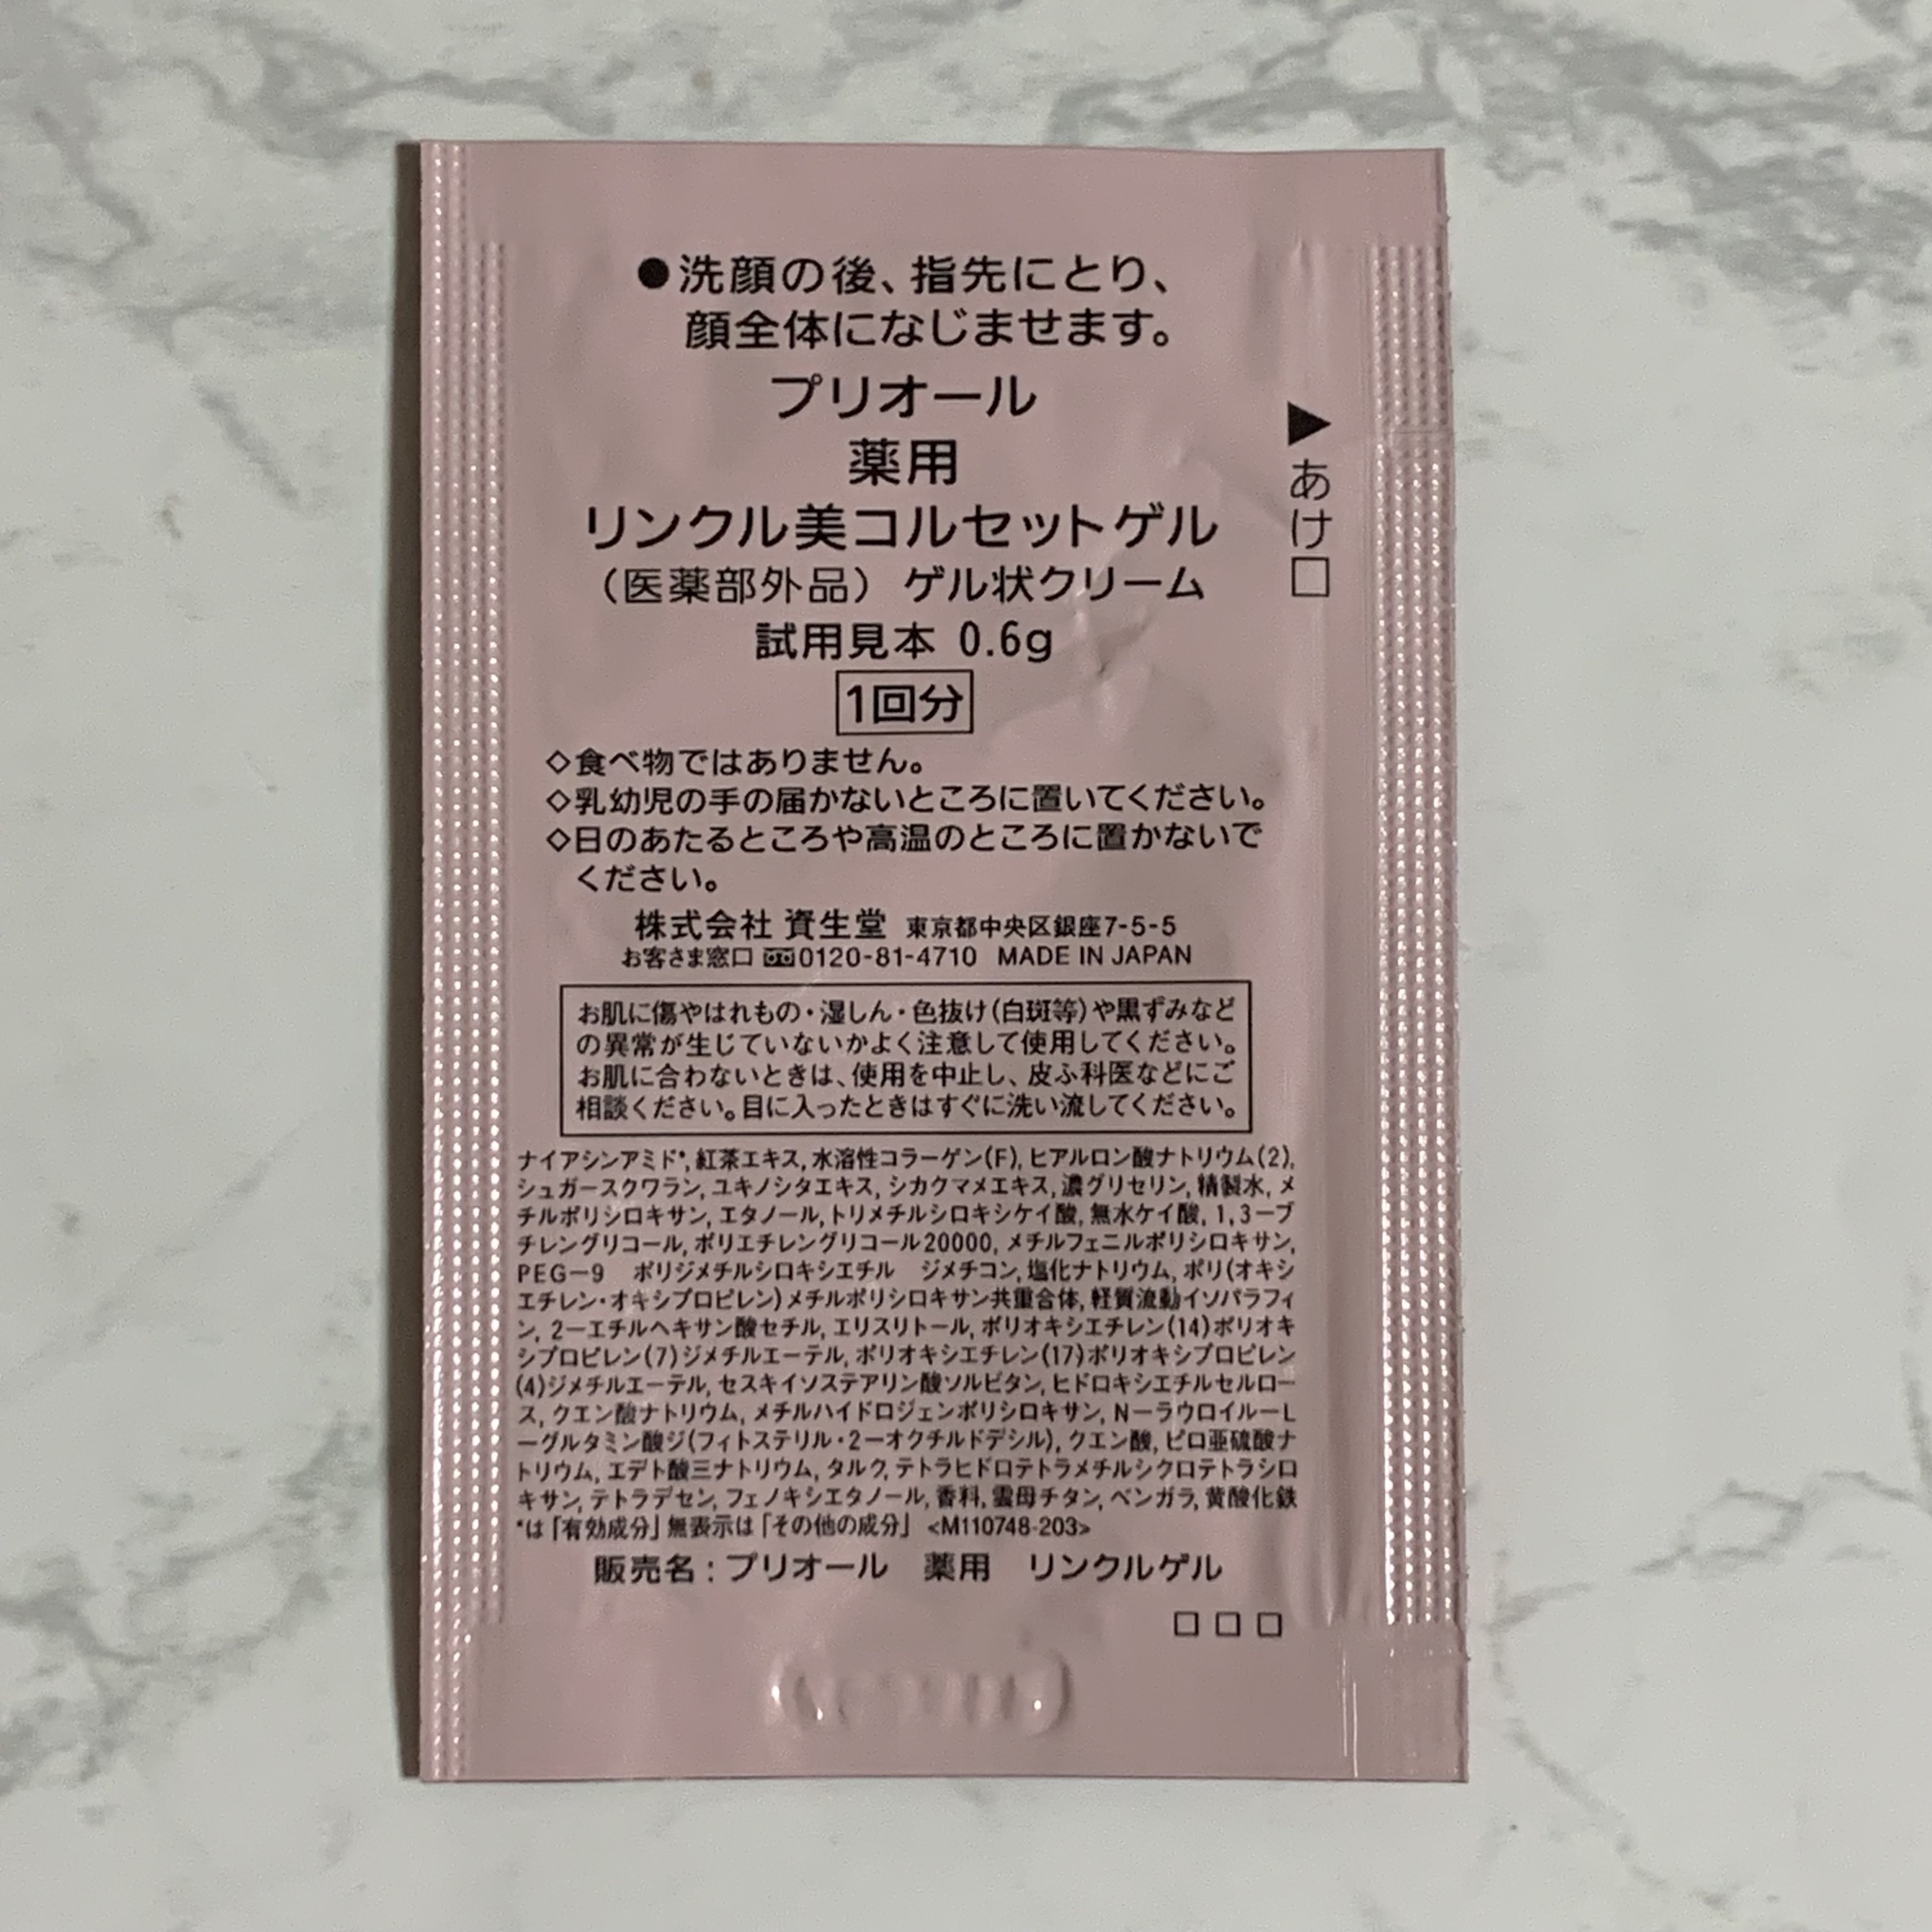 ●洗顔の後、指先にとり、
顔全体になじませます。
プリオール
薬用
リンクル美コルセットゲル
（医薬部外品）ゲル状クリーム
試用見本 0.6g
1回分
▶あけ口
◇食べ物ではありません。
◇乳幼児の手の届かないところに置いてください。
◇日のあたるところや高温のところに置かないで
ください。
株式会社 資生堂 東京都中央区銀座7-5-5
お客さま窓口 0120-81-4710 MADE IN JAPAN
お肌に傷やはれもの・湿しん・色抜け(白斑等)や黒ずみなど
の異常が生じていないかよく注意して使用してください。
お肌に合わないときは、使用を中止し、皮ふ科医などにご
相談ください。目に入ったときはすぐに洗い流してください。
ナイアシンアミド*, 紅茶エキス, 水溶性コラーゲン(F), ヒアルロン酸ナトリウム(2),
シュガースクワラン, ユキノシタエキス, シカクマメエキス, 濃グリセリン, 精製水, メ
チルポリシロキサン, エタノール, トリメチルシロキシケイ酸, 無水ケイ酸, 1,3ーブ
チレングリコール, ポリエチレングリコール20000, メチルフェニルポリシロキサン,
PEGー9　ポリジメチルシロキシエチル　ジメチコン, 塩化ナトリウム, ポリ(オキシ
エチレン・オキシプロピレン)メチルポリシロキサン共重合体, 軽質流動イソパラフィ
ン, 2ーエチルヘキサン酸セチル, エリスリトール, ポリオキシエチレン(14)ポリオキ
シプロピレン(7)ジメチルエーテル, ポリオキシエチレン(17)ポリオキシプロピレン
(4)ジメチルエーテル, セスキイソステアリン酸ソルビタン, ヒドロキシエチルセルロー
ス, クエン酸ナトリウム, メチルハイドロジェンポリシロキサン, NーラウロイルーL
ーグルタミン酸ジ(フィトステリル・2ーオクチルドデシル), クエン酸, ピロ亜硫酸ナ
トリウム, エデト酸三ナトリウム, タルク, テトラヒドロテトラメチルシクロテトラシロ
キサン, テトラデセン, フェノキシエタノール, 香料, 雲母チタン, ベンガラ, 黄酸化鉄
*は「有効成分」無表示は「その他の成分」 <M110748-203>
販売名：プリオール　薬用　リンクルゲル